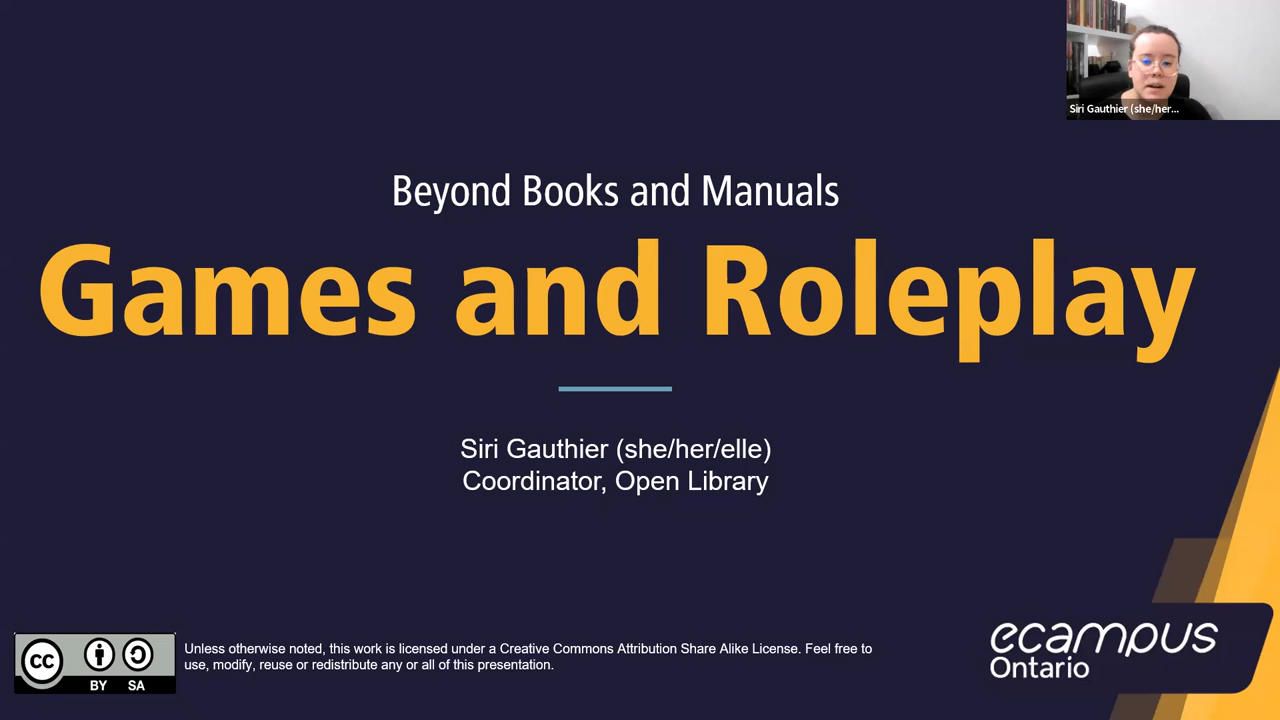 Siri Gauthier (she/her...
Beyond Books and Manuals
Games and Roleplay
Siri Gauthier (she/her/elle)
Coordinator, Open Library
cc
BY SA
Unless otherwise noted, this work is licensed under a Creative Commons Attribution Share Alike License. Feel free to
use, modify, reuse or redistribute any or all of this presentation.
ecampus
Ontario